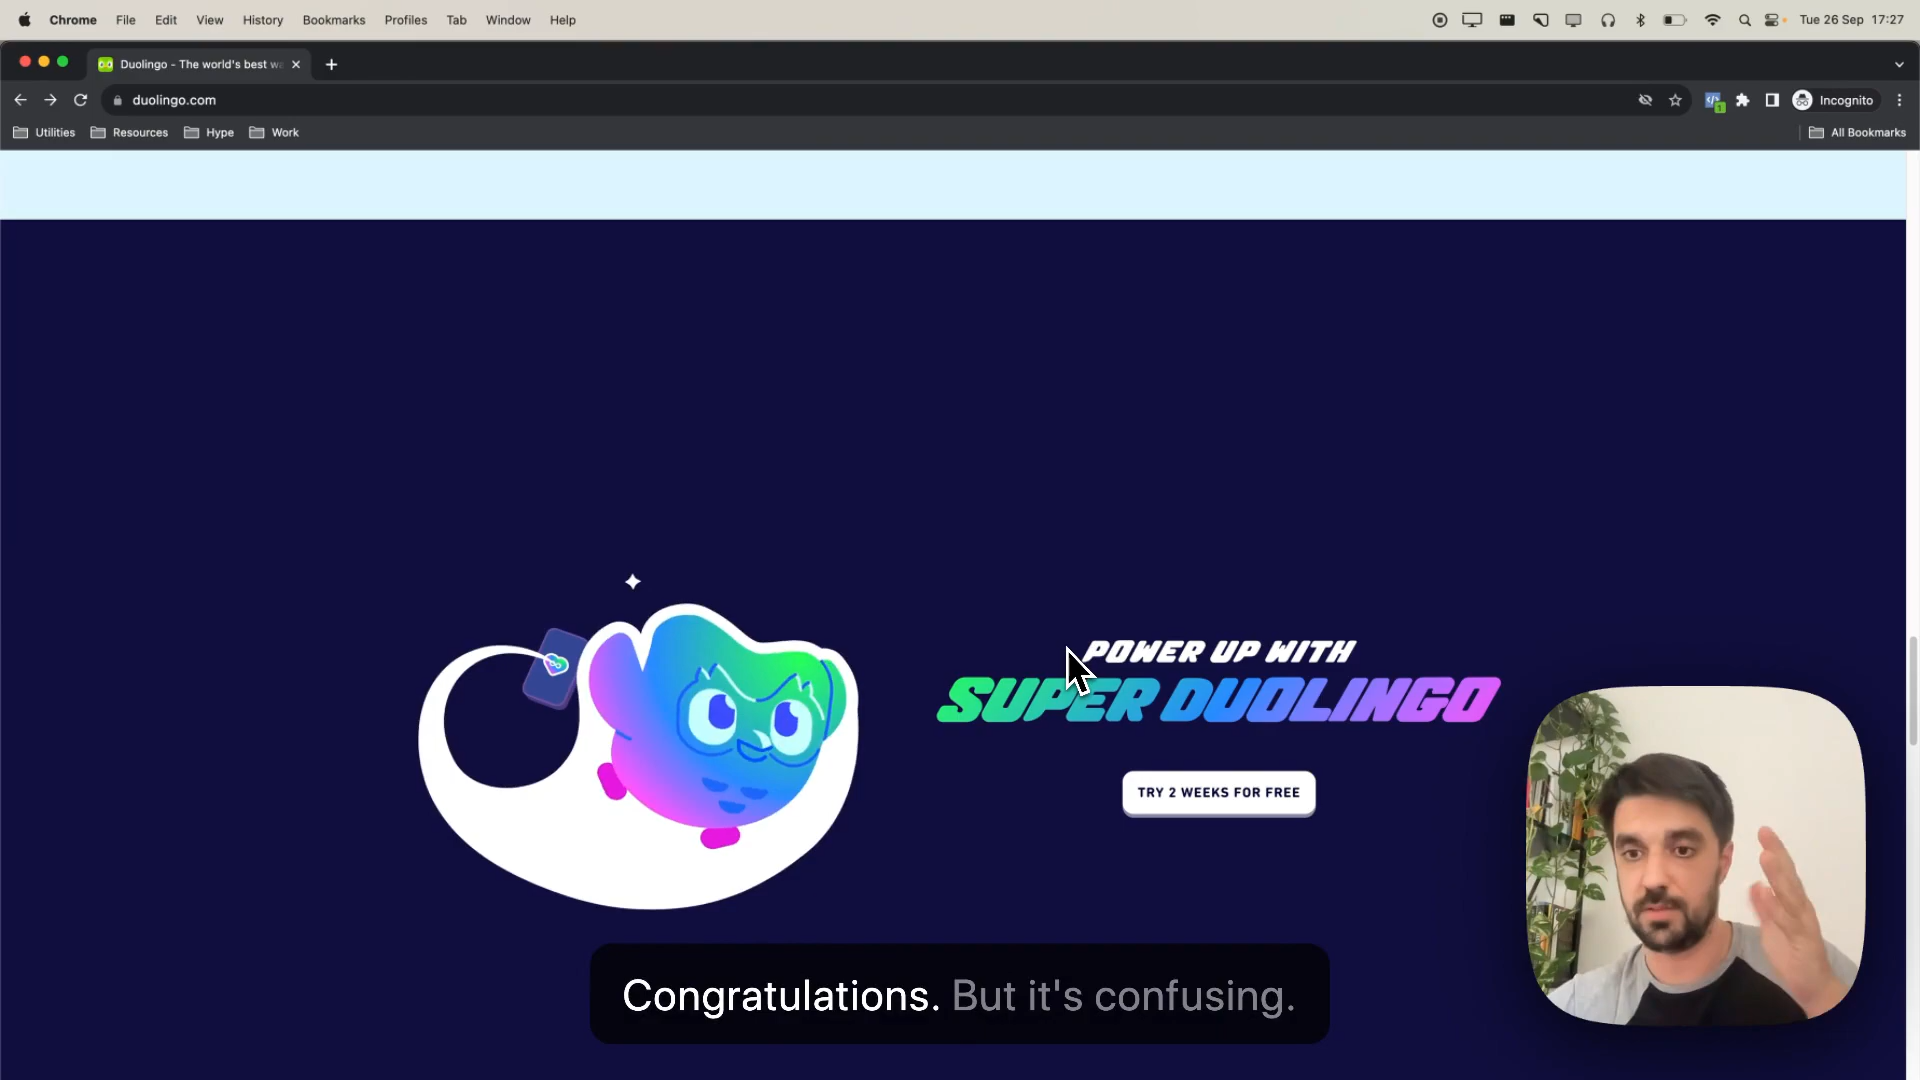 Chrome File Edit View History Bookmarks Profiles Tab Window Help
Tue 26 Sep 17:27
Duolingo - The world's best wa
duolingo.com
Incognito
Utilities Resources Hype Work
All Bookmarks
POWER UP WITH
SUPER DUOLINGO
TRY 2 WEEKS FOR FREE
Congratulations. But it's confusing.